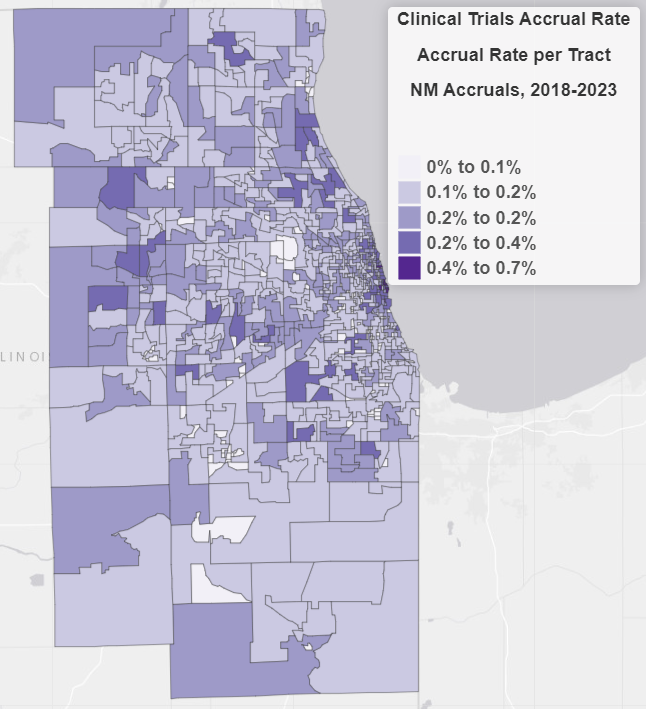 Clinical Trials Accrual Rate
Accrual Rate per Tract
NM Accruals, 2018-2023
0% to 0.1%
0.1% to 0.2%
0.2% to 0.2%
0.2% to 0.4%
0.4% to 0.7%
LINOI